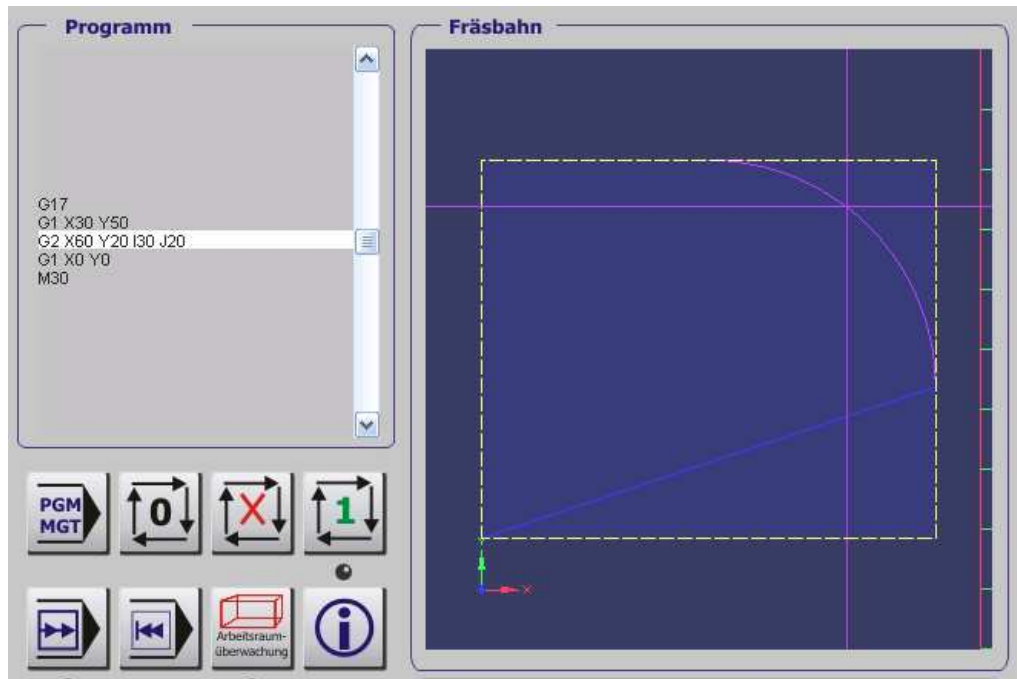 Programm
G17
G1 X30 Y50
G2 X60 Y20 I30 J20
G1 X0 Y0
M30
Fräsbahn
Y
X
PGM
MGT
0
X
1
Arbeitsraum-
überwachung
i